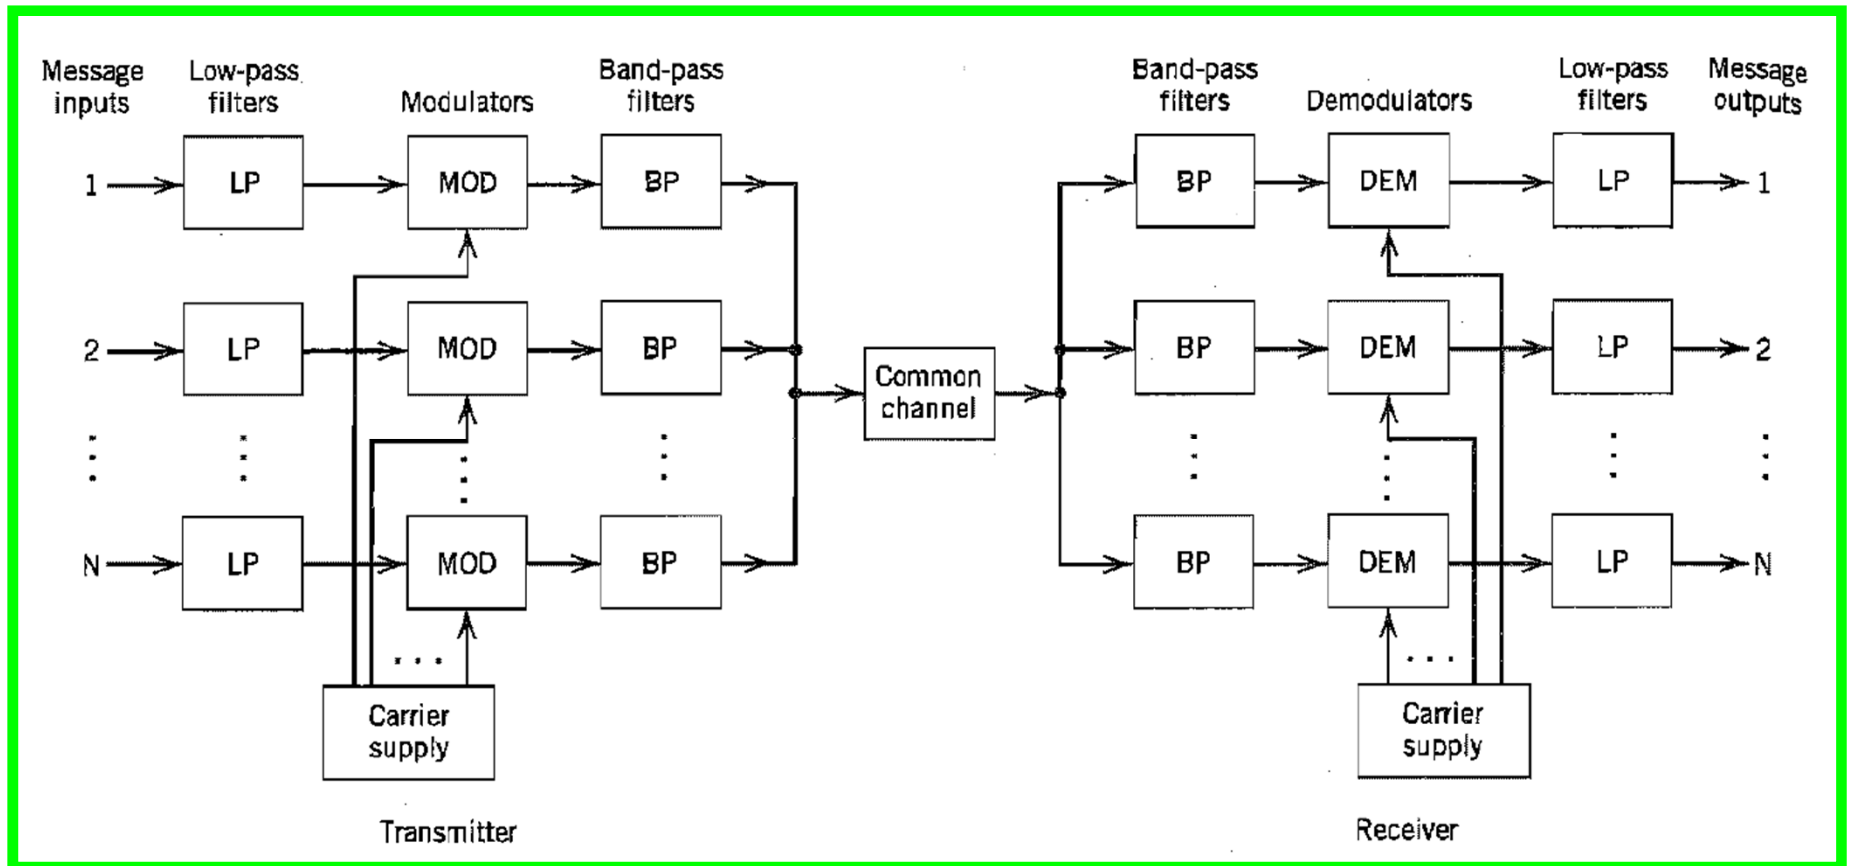 Message inputs
Low-pass filters
Modulators
Band-pass filters
Band-pass filters
Demodulators
Low-pass filters
Message outputs
1
LP
MOD
BP
BP
DEM
LP
1
2
LP
MOD
BP
BP
DEM
LP
2
Common
channel
N
LP
MOD
BP
BP
DEM
LP
N
Carrier
supply
Carrier
supply
Transmitter
Receiver